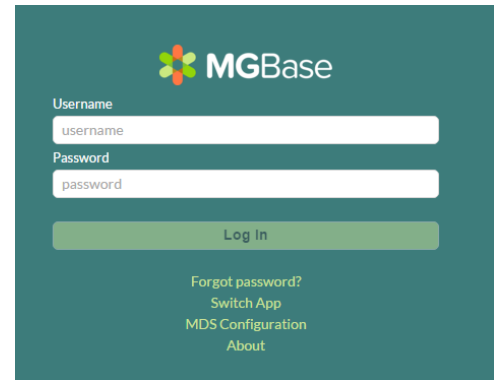 MGBase
Username
username
Password
password
Log In
Forgot password?
Switch App
MDS Configuration
About